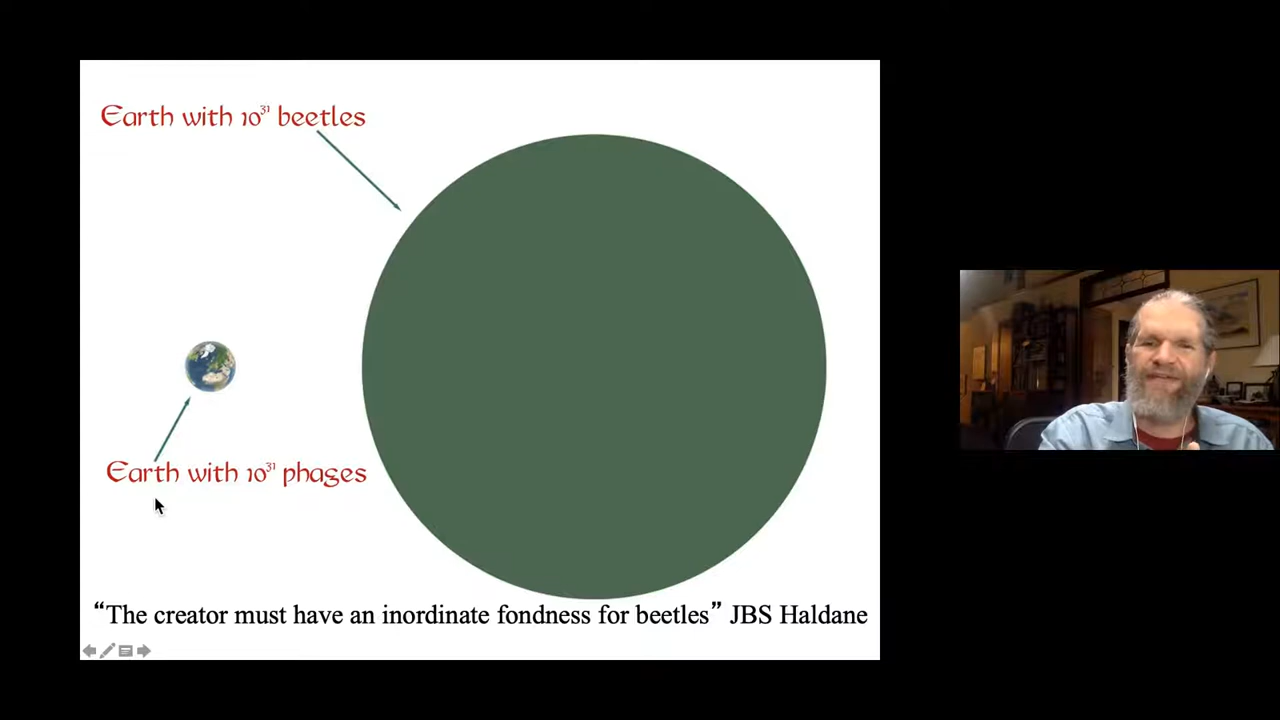 Earth with 10³¹ beetles
Earth with 10³¹ phages
“The creator must have an inordinate fondness for beetles” JBS Haldane